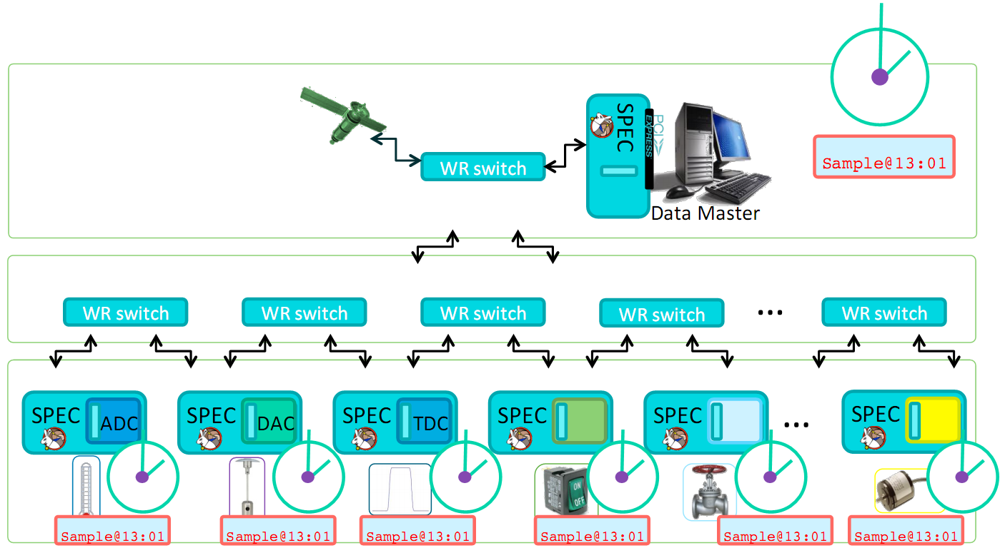 SPEC
PCI
EXPRESS
Sample@13:01
WR switch
Data Master
WR switch
WR switch
WR switch
WR switch
...
WR switch
SPEC
ADC
SPEC
DAC
SPEC
TDC
SPEC
SPEC
...
SPEC
ON
OFF
Sample@13:01
Sample@13:01
Sample@13:01
Sample@13:01
Sample@13:01
Sample@13:01